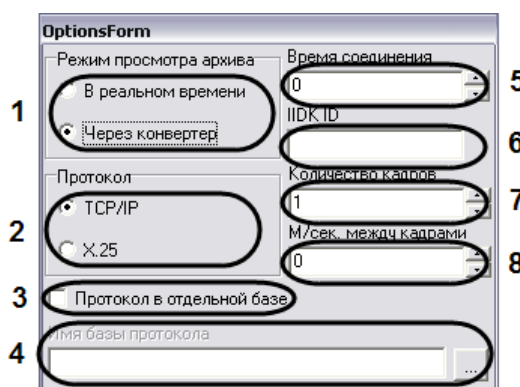 OptionsForm
Режим просмотра архива
В реальном времени
Через конвертер
1
Протокол
TCP/IP
X.25
2
3
Протокол в отдельной базе
4
Имя базы протокола
...
Время соединения
0
5
IIDK ID
6
Количество кадров
1
7
М/сек. между кадрами
0
8